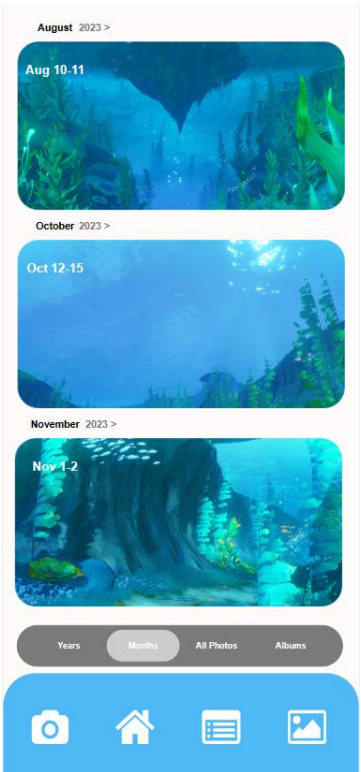 August 2023 >
Aug 10-11
October 2023 >
Oct 12-15
November 2023 >
Nov 1-2
Years Months All Photos Albums